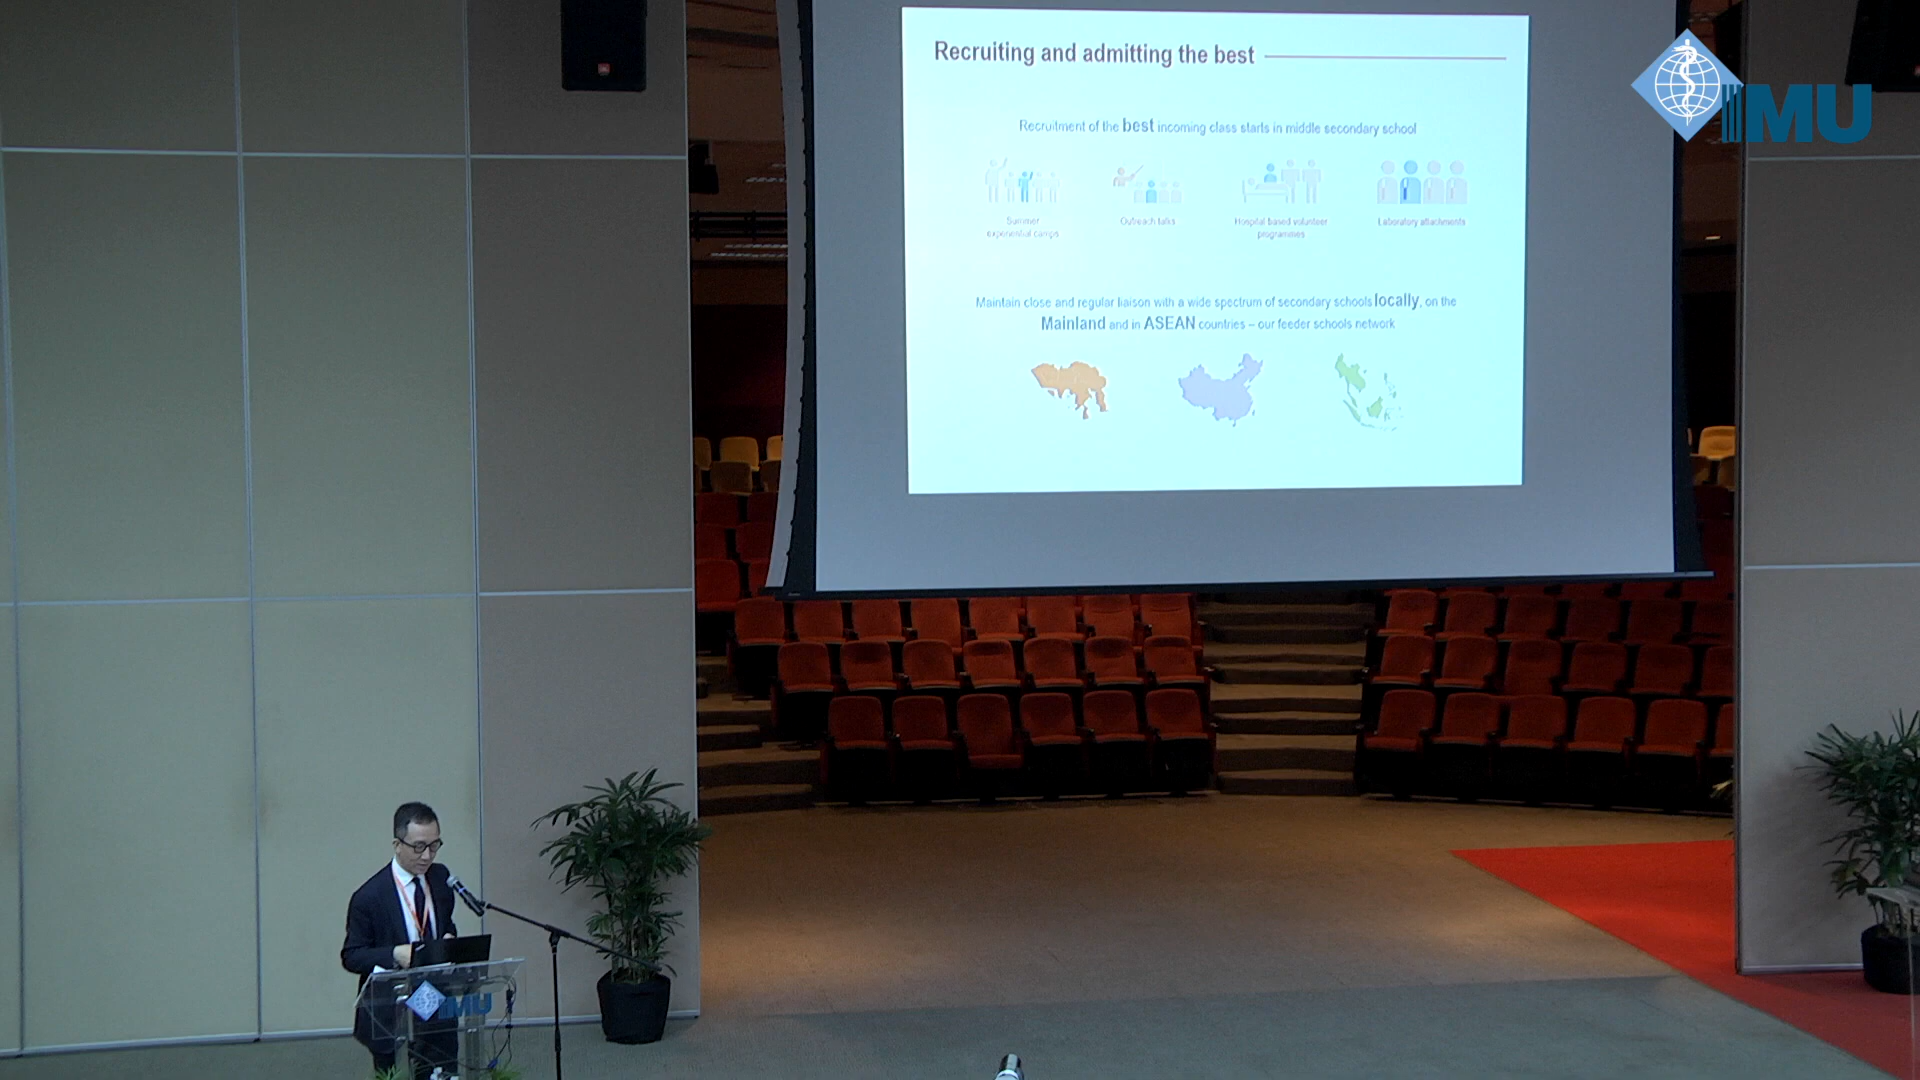 Recruiting and admitting the best
Recruitment of the best incoming class starts in middle secondary school
Summer
experiential camps
Outreach talks
Hospital based volunteer
programmes
Laboratory attachments
Maintain close and regular liaison with a wide spectrum of secondary schools locally, on the
Mainland and in ASEAN countries – our feeder schools network
IMU
IMU